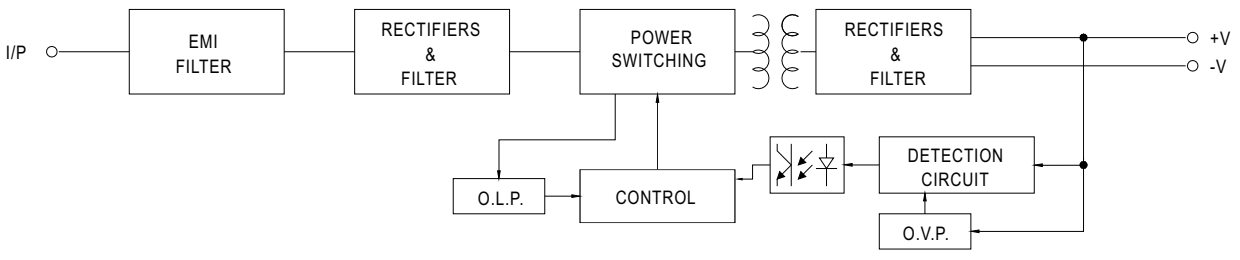 I/P
EMI
FILTER
RECTIFIERS
&
FILTER
POWER
SWITCHING
RECTIFIERS
&
FILTER
+V
-V
O.L.P.
CONTROL
DETECTION
CIRCUIT
O.V.P.